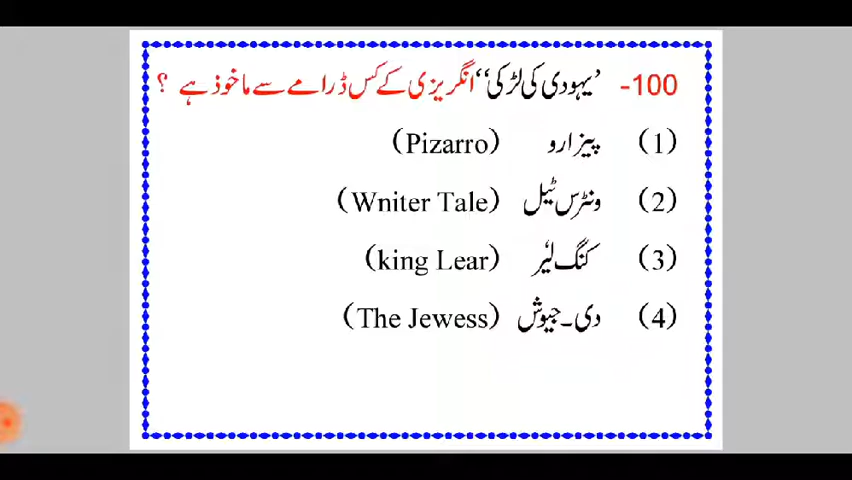 100- ’یہودی کی لڑکی‘‘ انگریزی کے کس ڈرامے سے ماخوذ ہے ؟
(1) پیزارو (Pizarro)
(2) ونٹرس ٹیل (Wniter Tale)
(3) کنگ لیَر (king Lear)
(4) دی۔جیوش (The Jewess)